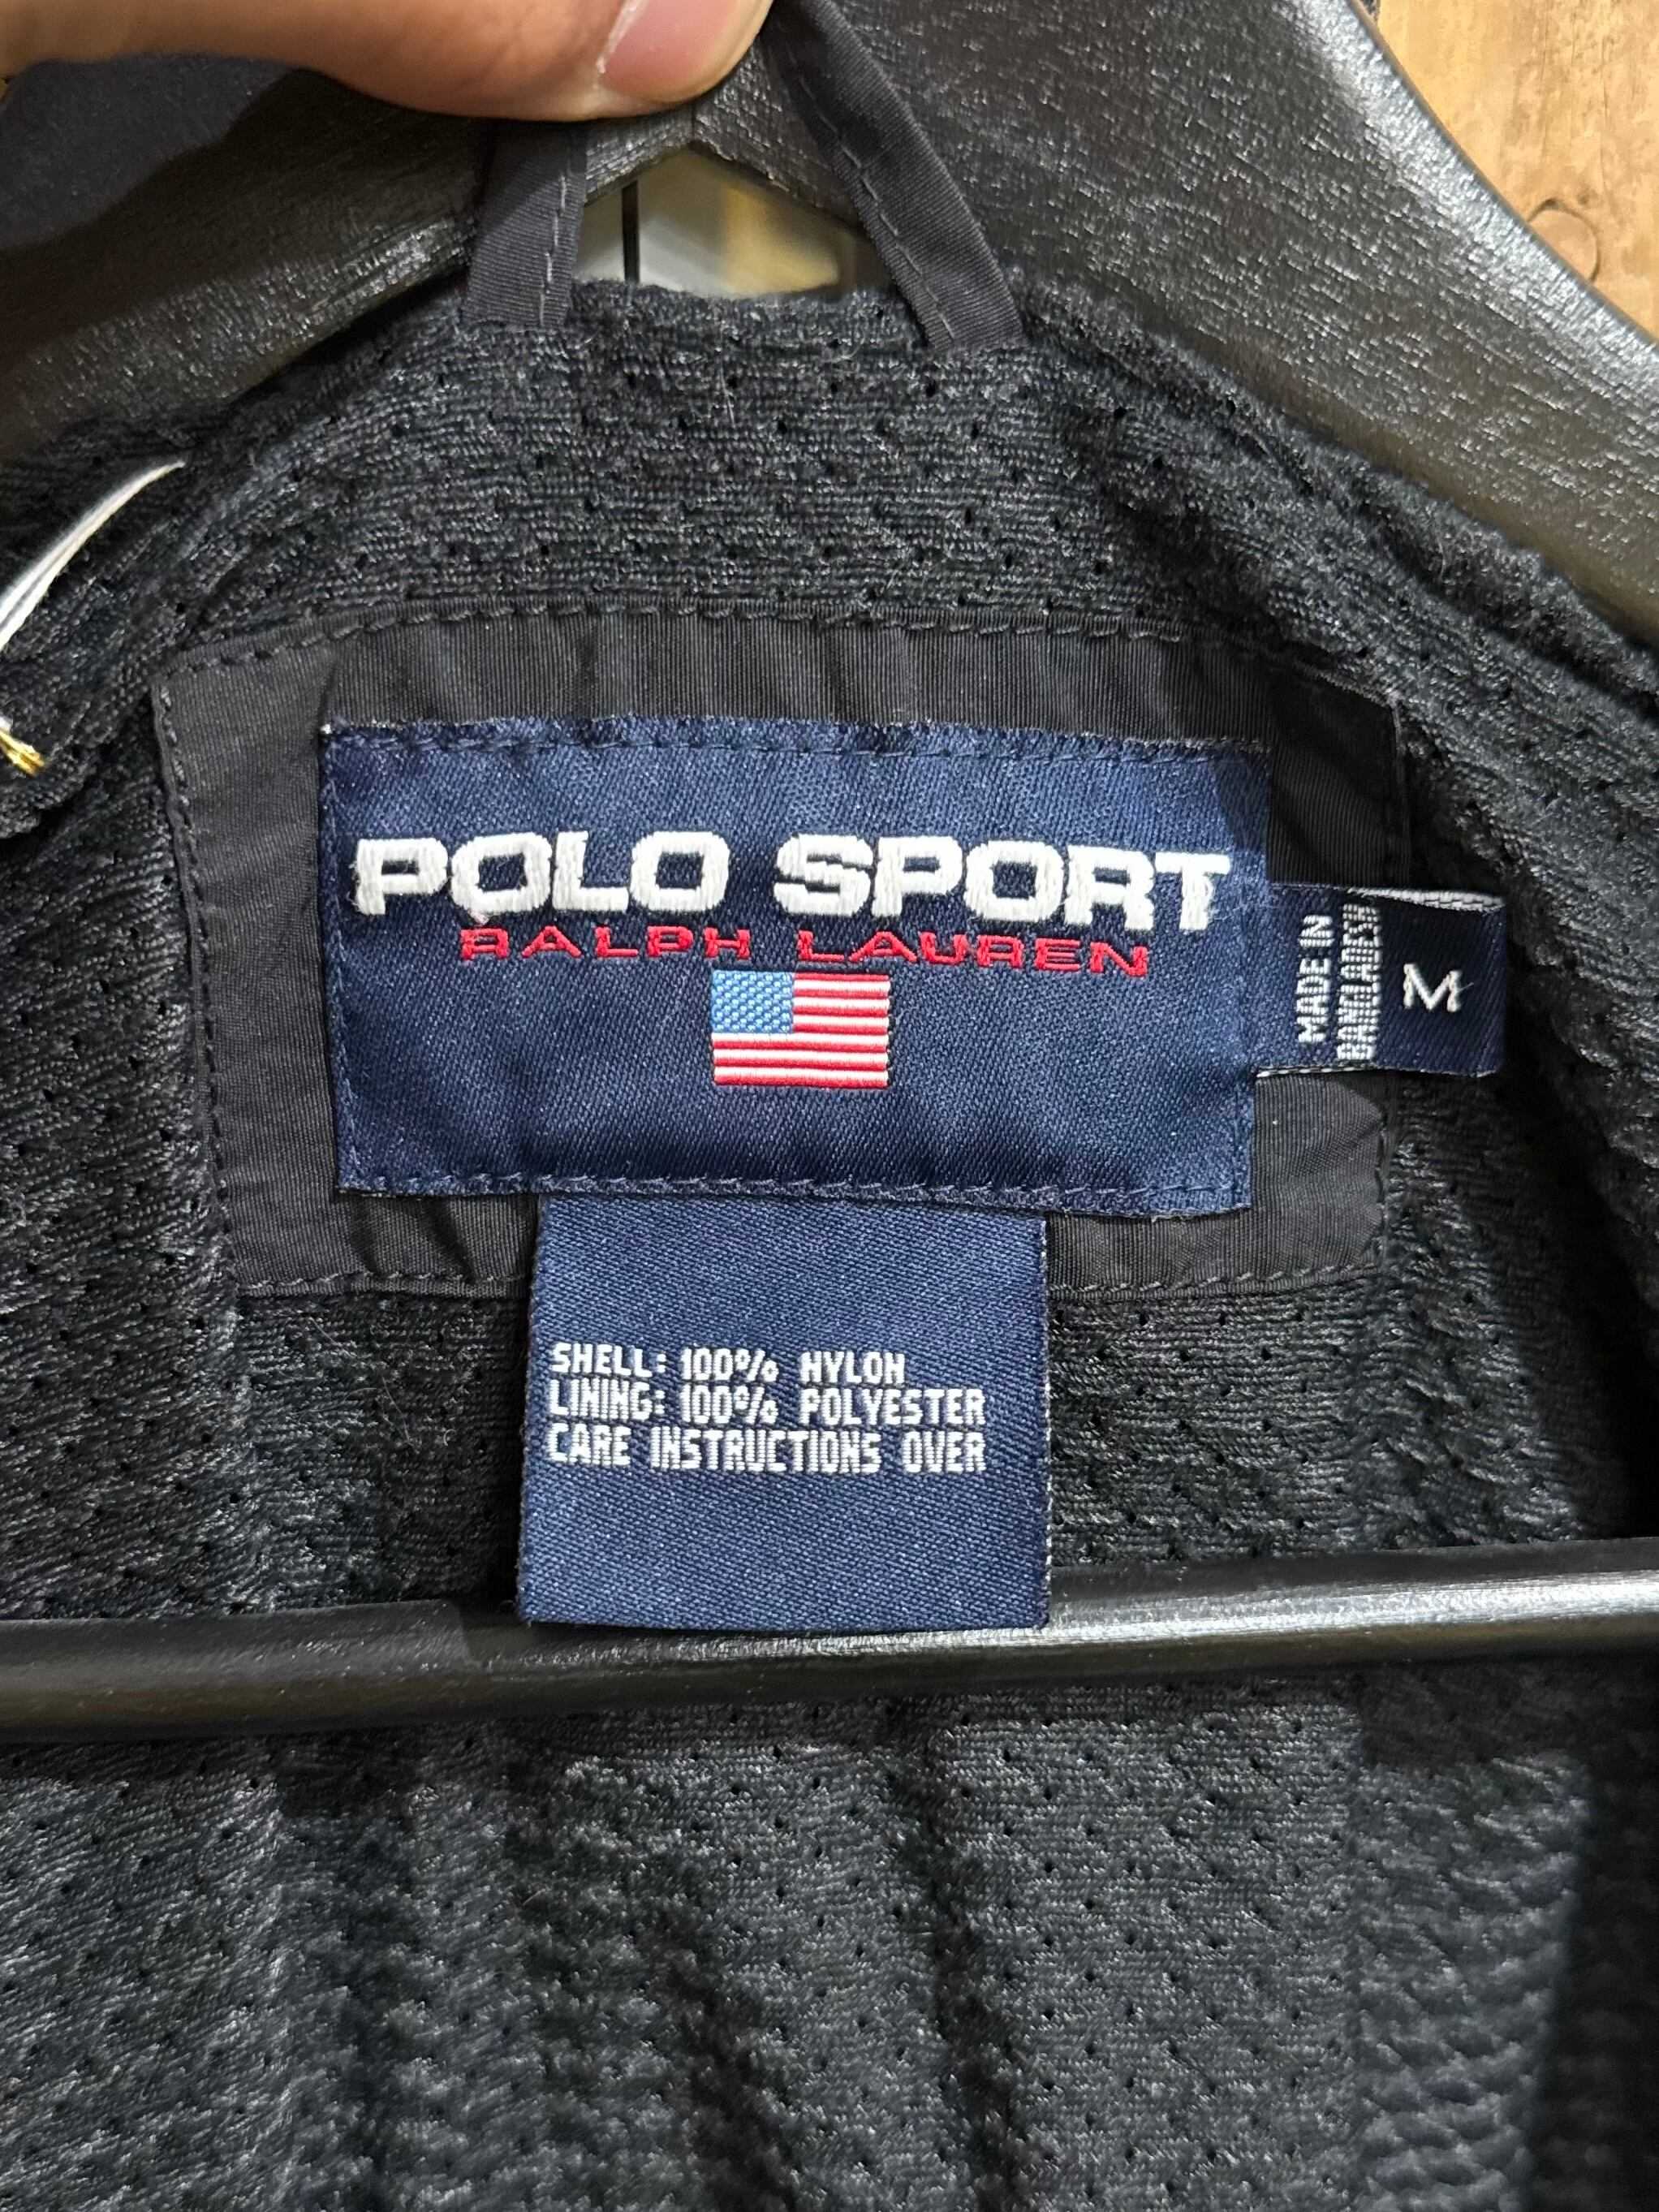 POLO SPORT
RALPH LAUREN
MADE IN
BANGLADESH
M
SHELL: 100% NYLON
LINING: 100% POLYESTER
CARE INSTRUCTIONS OVER